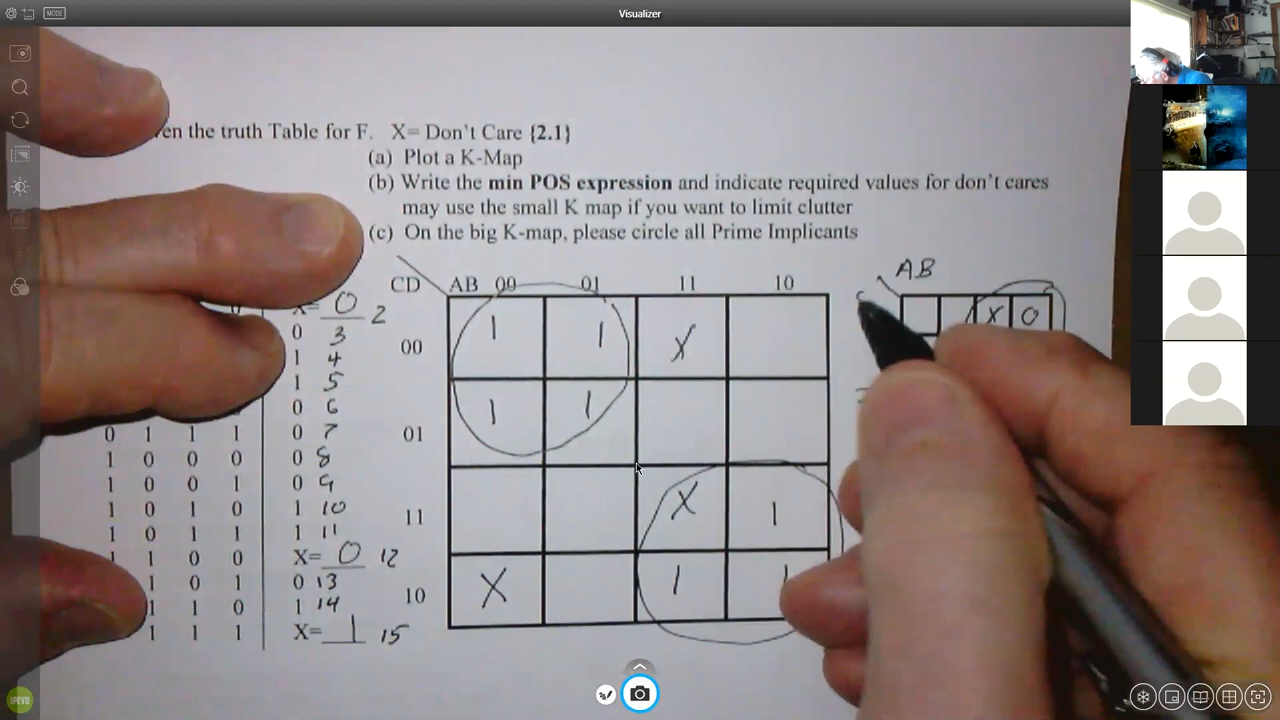 MODE
Visualizer
en the truth Table for F. X= Don't Care {2.1}
(a) Plot a K-Map
(b) Write the min POS expression and indicate required values for don't cares
may use the small K map if you want to limit clutter
(c) On the big K-map, please circle all Prime Implicants
CD AB 00 01 11 10
AB
X= 0 2
0 3
1 4
1 5
0 6
0 1 1 1 0 7
1 0 0 0 0 8
1 0 0 1 0 9
1 0 1 0 1 10
1 0 1 1 1 11
1 1 0 0 X= 0 12
1 0 1 0 13
1 1 0 1 14
1 1 1 X= 1 15
00 1 1 X
01 1 1
11 X 1
10 X 1 1
X 0
IPEVO